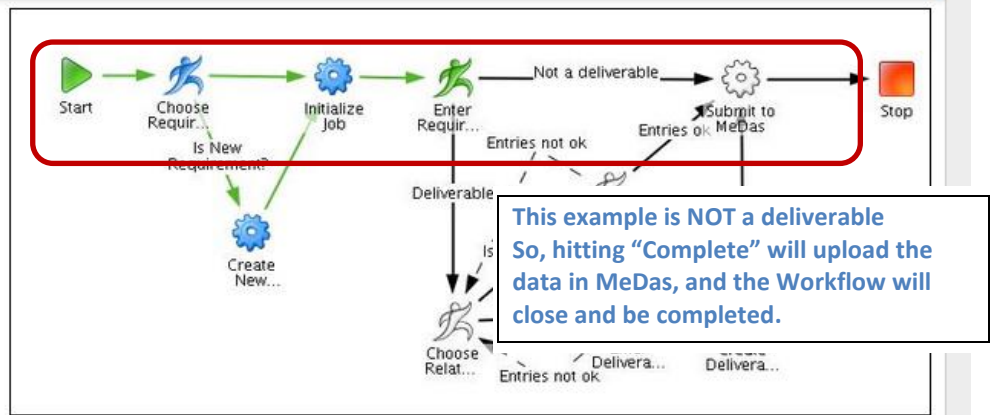 Not a deliverable
Start
Choose
Requir...
Initialize
Job
Enter
Requir...
Submit to
MeDas
Stop
Is New
Requirement?
Entries not ok
Entries ok
Deliverable
This example is NOT a deliverable
So, hitting “Complete” will upload the
data in MeDas, and the Workflow will
close and be completed.
Is
Create
New...
Choose
Relat...
Entries not ok
Delivera...
Delivera...